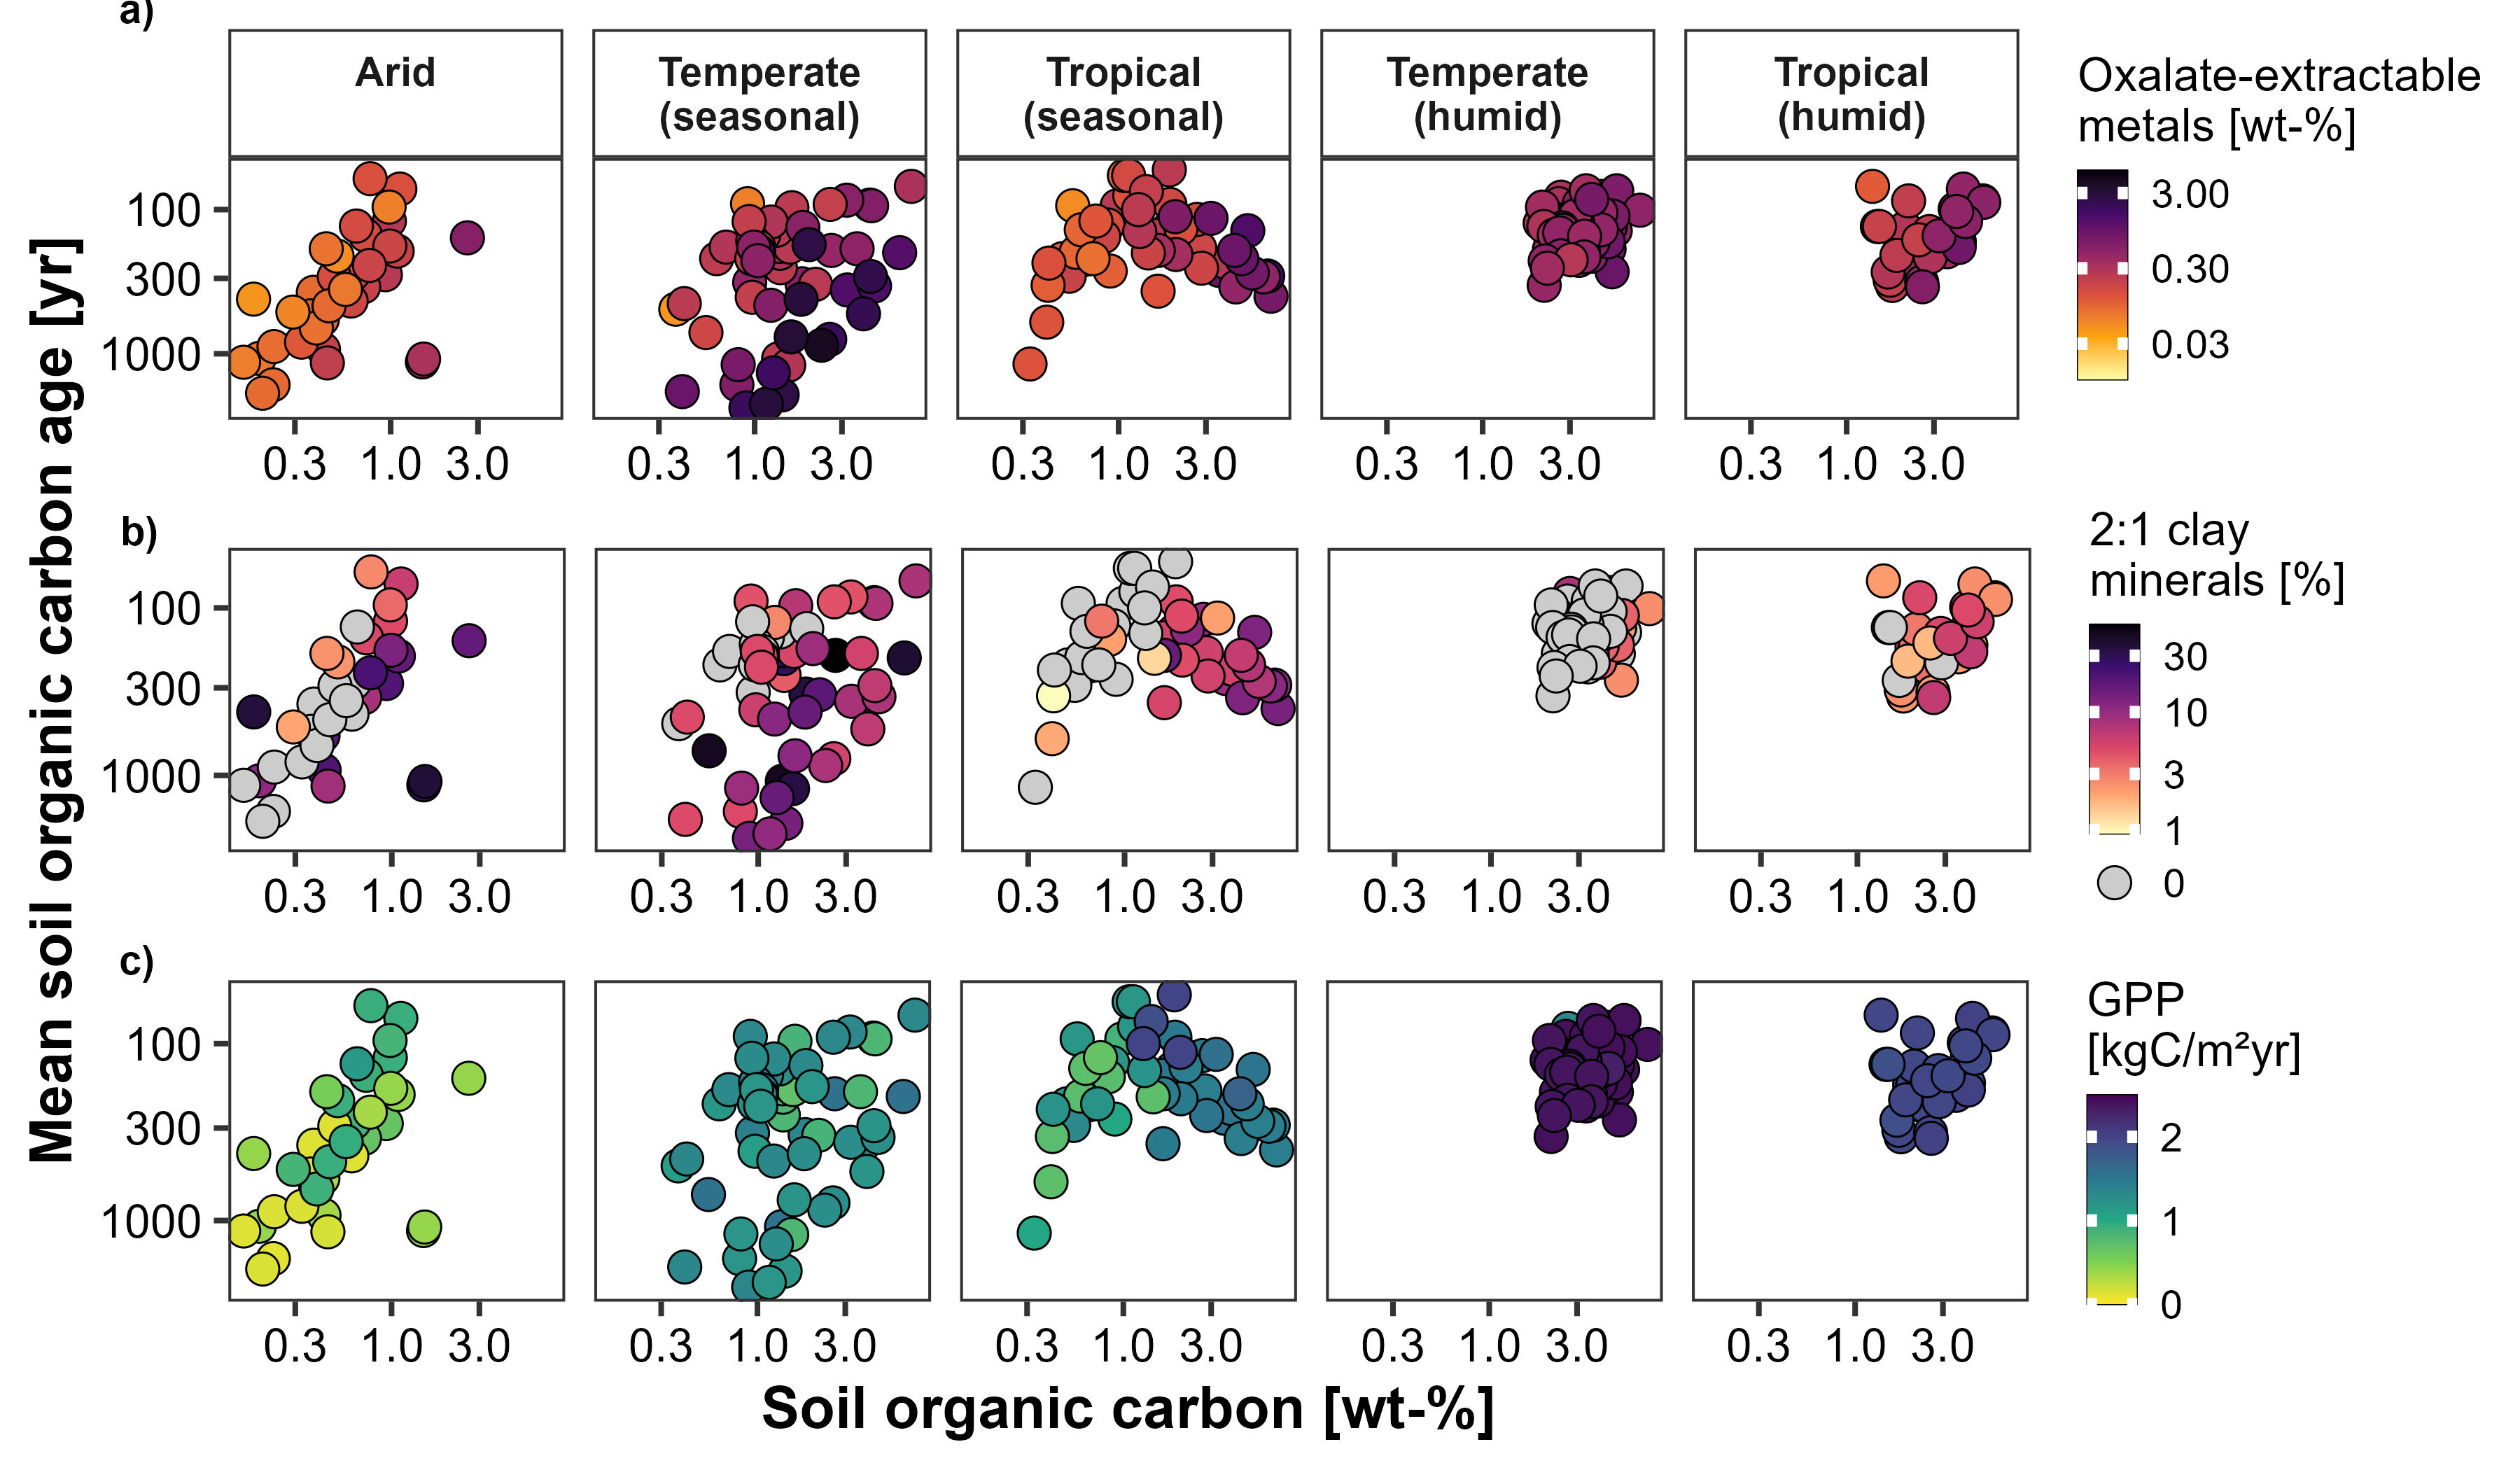 a)
Arid
Temperate
(seasonal)
Tropical
(seasonal)
Temperate
(humid)
Tropical
(humid)
Oxalate-extractable
metals [wt-%]
3.00
0.30
0.03
100
300
1000
0.3 1.0 3.0
0.3 1.0 3.0
0.3 1.0 3.0
0.3 1.0 3.0
0.3 1.0 3.0
Mean soil organic carbon age [yr]
b)
2:1 clay
minerals [%]
30
10
3
1
0
100
300
1000
0.3 1.0 3.0
0.3 1.0 3.0
0.3 1.0 3.0
0.3 1.0 3.0
0.3 1.0 3.0
c)
GPP
[kgC/m²yr]
2
1
0
100
300
1000
0.3 1.0 3.0
0.3 1.0 3.0
0.3 1.0 3.0
0.3 1.0 3.0
0.3 1.0 3.0
Soil organic carbon [wt-%]